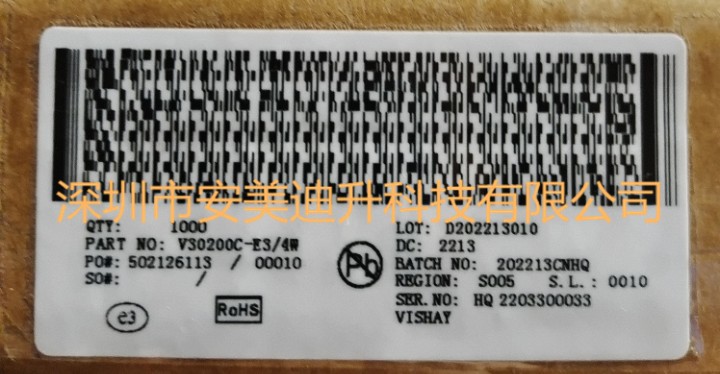 深圳市安美迪升科技有限公司
QTY: 1000
PART NO: V30200C-E3/4W
PO#: 502126113 / 00010
SO#: /
e3
RoHS
Pb
LOT: D202213010
DC: 2213
BATCH NO: 202213CNHQ
REGION: S005 S.L.: 0010
SER.NO: HQ 2203300033
VISHAY